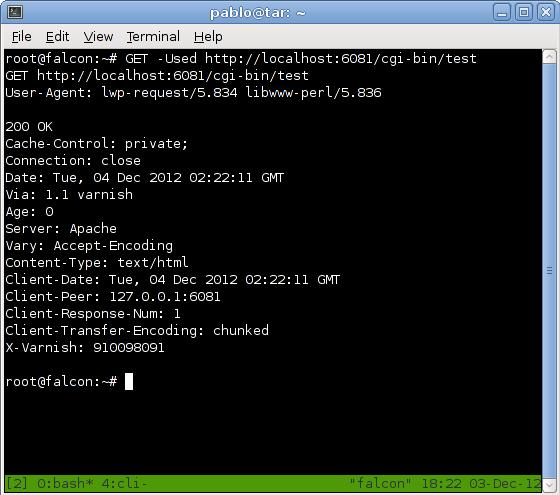 pablo@tar: ~
File Edit View Terminal Help
root@falcon:~# GET -Used http://localhost:6081/cgi-bin/test
GET http://localhost:6081/cgi-bin/test
User-Agent: lwp-request/5.834 libwww-perl/5.836
200 OK
Cache-Control: private;
Connection: close
Date: Tue, 04 Dec 2012 02:22:11 GMT
Via: 1.1 varnish
Age: 0
Server: Apache
Vary: Accept-Encoding
Content-Type: text/html
Client-Date: Tue, 04 Dec 2012 02:22:11 GMT
Client-Peer: 127.0.0.1:6081
Client-Response-Num: 1
Client-Transfer-Encoding: chunked
X-Varnish: 910098091
root@falcon:~#
[2] 0:bash* 4:cli- "falcon" 18:22 03-Dec-12